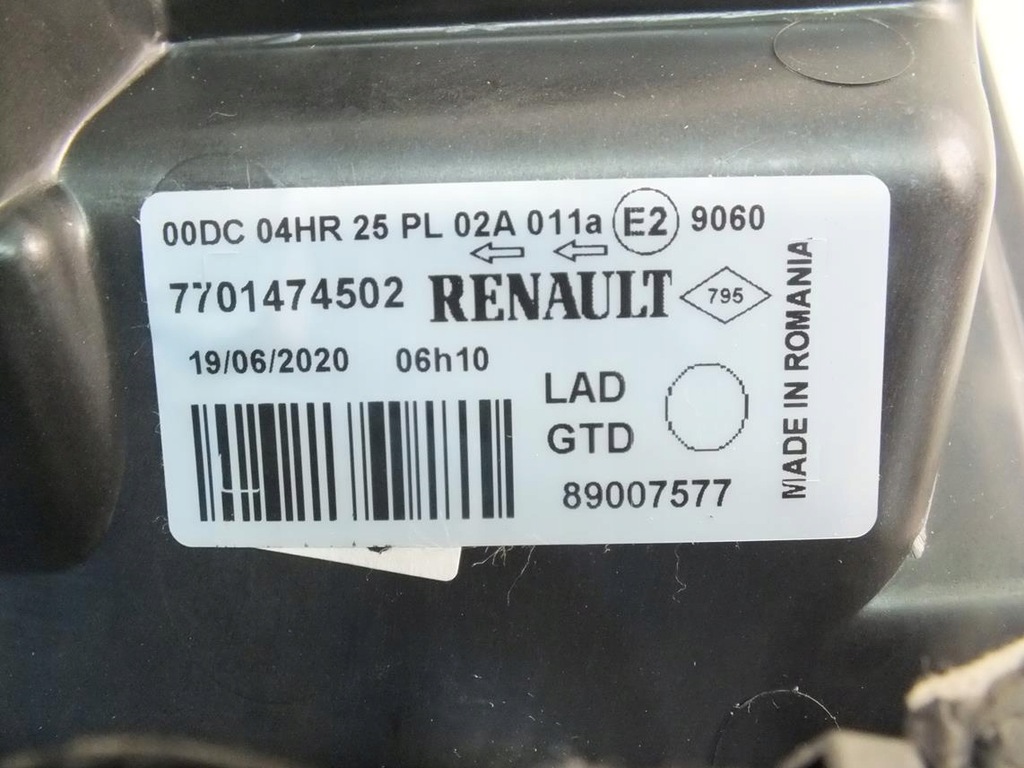 00DC 04HR 25 PL 02A 011a E2 9060
7701474502 RENAULT 795
19/06/2020 06h10
LAD
GTD
89007577
MADE IN ROMANIA